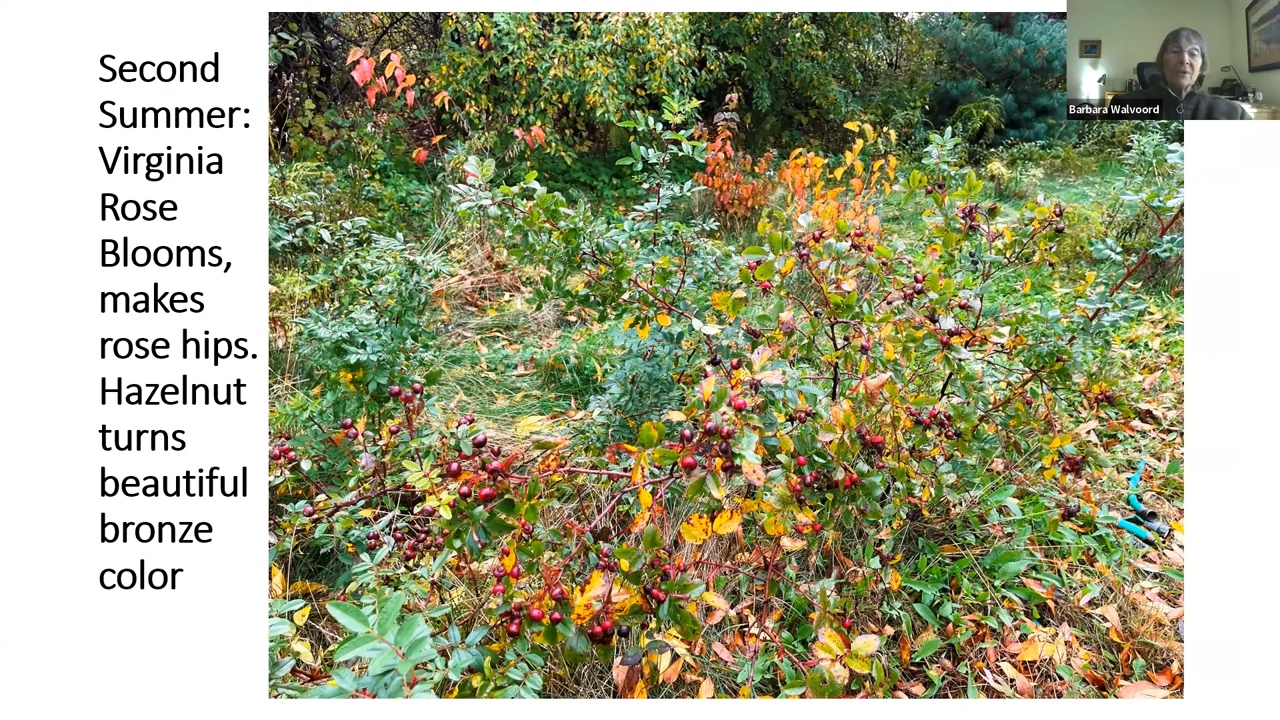 Second
Summer:
Virginia
Rose
Blooms,
makes
rose hips.
Hazelnut
turns
beautiful
bronze
color
Barbara Walvoord